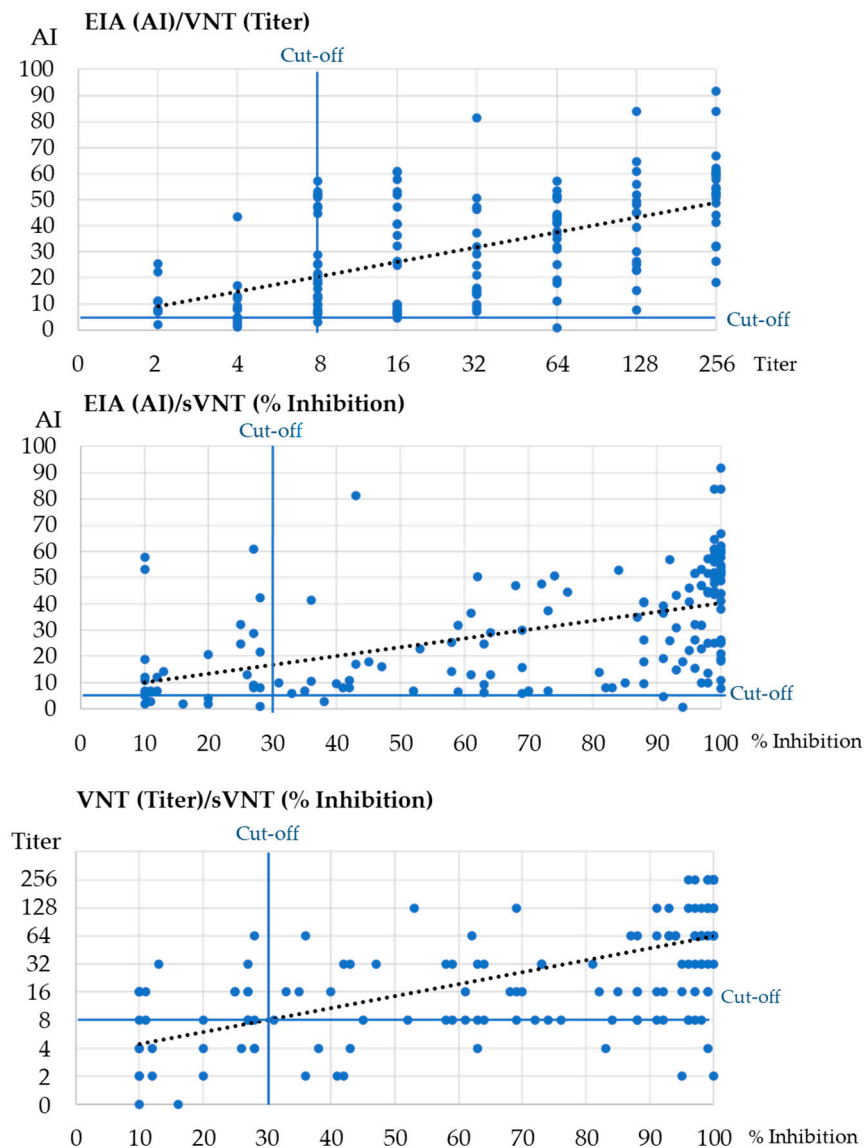 EIA (AI)/VNT (Titer)
AI
Cut-off
100
90
80
70
60
50
40
30
20
10
0
Cut-off
0 2 4 8 16 32 64 128 256 Titer
EIA (AI)/sVNT (% Inhibition)
AI
Cut-off
100
90
80
70
60
50
40
30
20
10
0
Cut-off
0 10 20 30 40 50 60 70 80 90 100 % Inhibition
VNT (Titer)/sVNT (% Inhibition)
Titer
Cut-off
256
128
64
32
16
8
4
2
0
Cut-off
0 10 20 30 40 50 60 70 80 90 100 % Inhibition